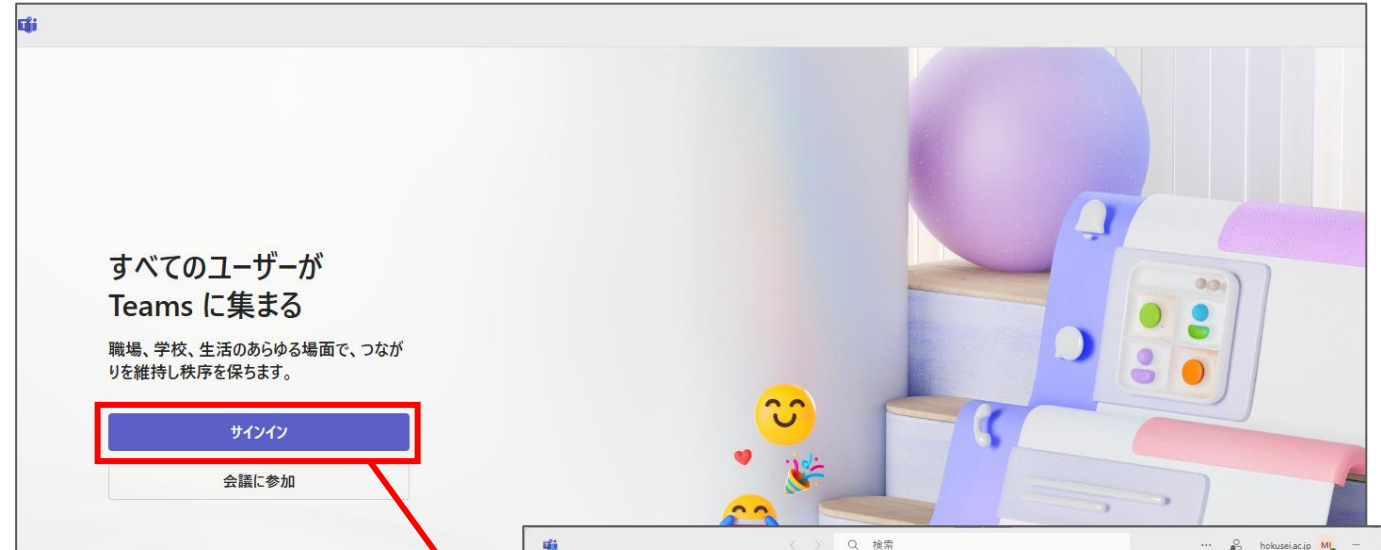 すべてのユーザーが
Teams に集まる
職場、学校、生活のあらゆる場面で、つなが
りを維持し秩序を保ちます。
サインイン
会議に参加
検索
hokusei.ac.jp MI